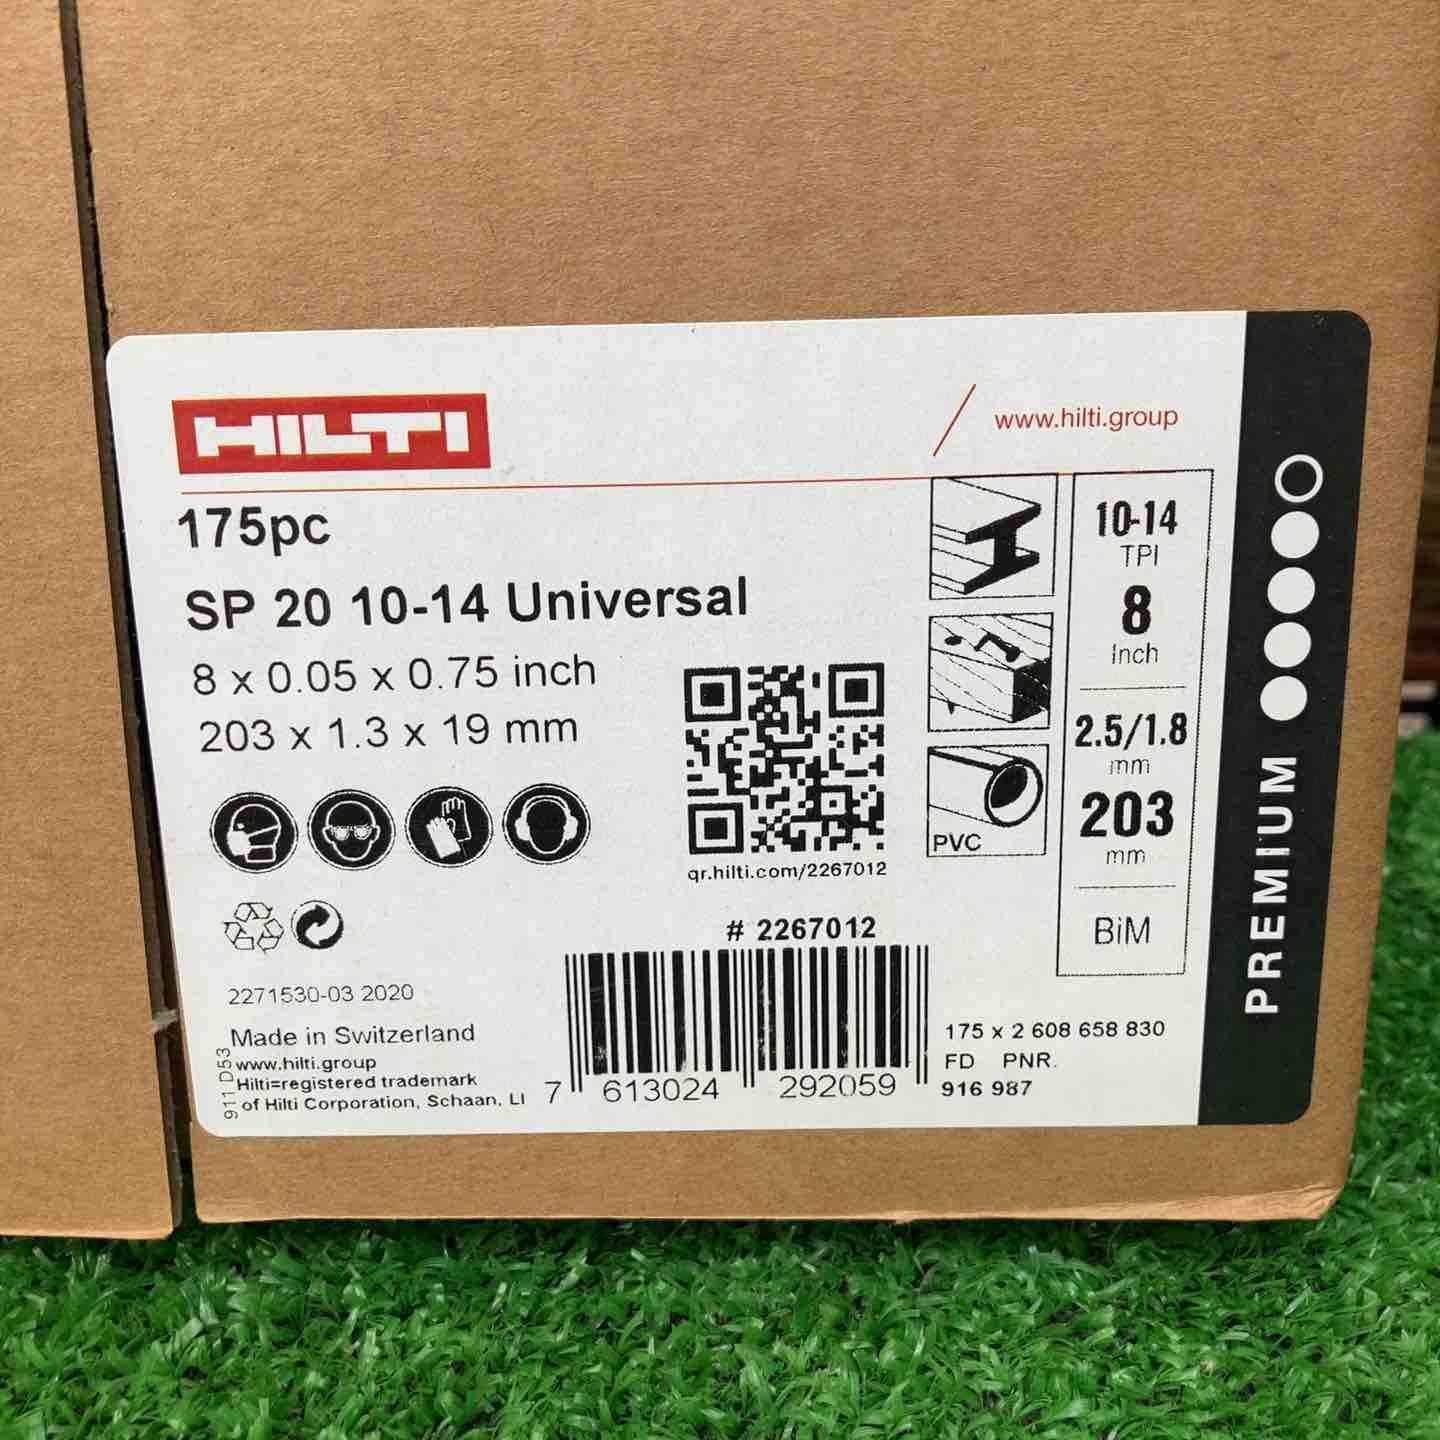 HILTI
www.hilti.group
175pc
SP 20 10-14 Universal
8 x 0.05 x 0.75 inch
203 x 1.3 x 19 mm
qr.hilti.com/2267012
# 2267012
7 613024 292059
2271530-03 2020
Made in Switzerland
www.hilti.group
Hilti=registered trademark
of Hilti Corporation, Schaan, LI
911 D53
PVC
10-14
TPI
8
Inch
2.5/1.8
mm
203
mm
BiM
175 x 2 608 658 830
FD PNR.
916 987
PREMIUM